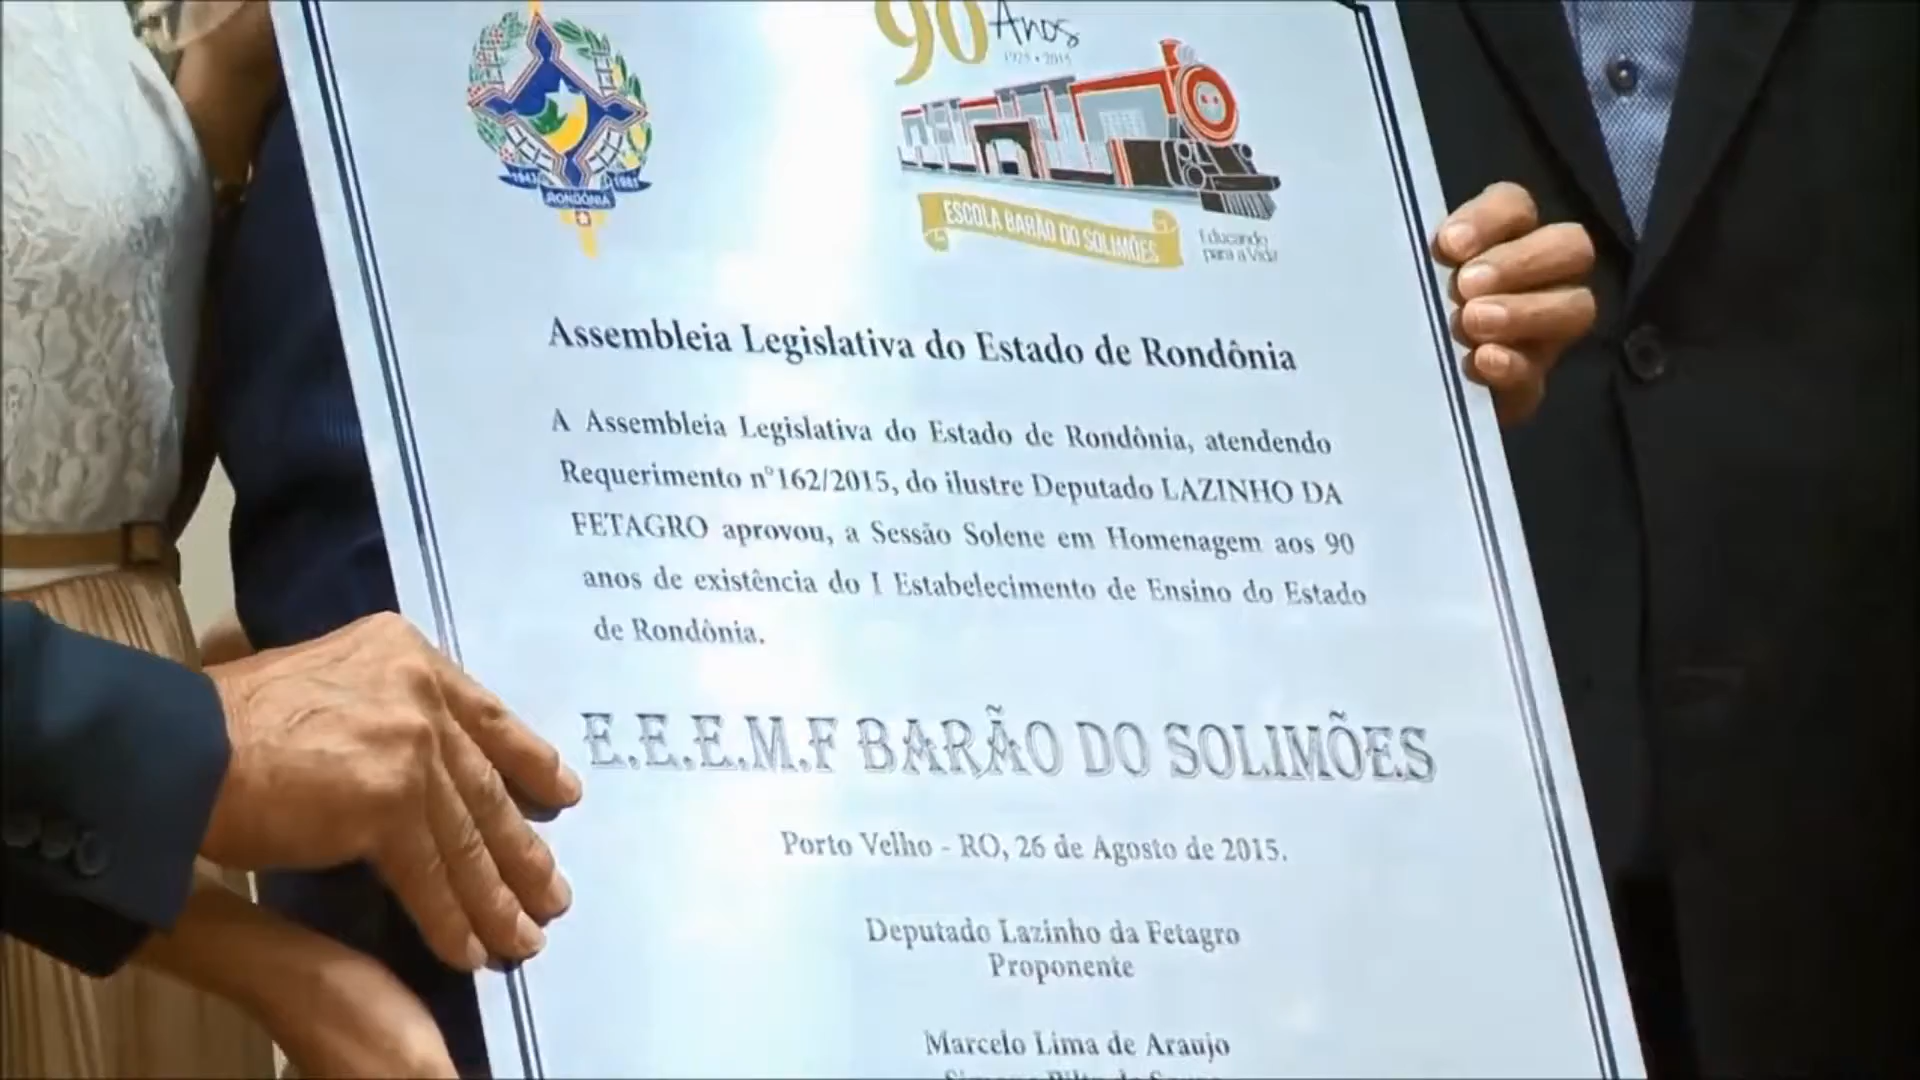 90 Anos
1925 • 2015
1943 1981
RONDÔNIA
ESCOLA BARÃO DO SOLIMÕES
Educando
para a Vida
Assembleia Legislativa do Estado de Rondônia
A Assembleia Legislativa do Estado de Rondônia, atendendo
Requerimento nº162/2015, do ilustre Deputado LAZINHO DA
FETAGRO aprovou, a Sessão Solene em Homenagem aos 90
anos de existência do I Estabelecimento de Ensino do Estado
de Rondônia.
E.E.E.M.F BARÃO DO SOLIMÕES
Porto Velho - RO, 26 de Agosto de 2015.
Deputado Lazinho da Fetagro
Proponente
Marcelo Lima de Araujo